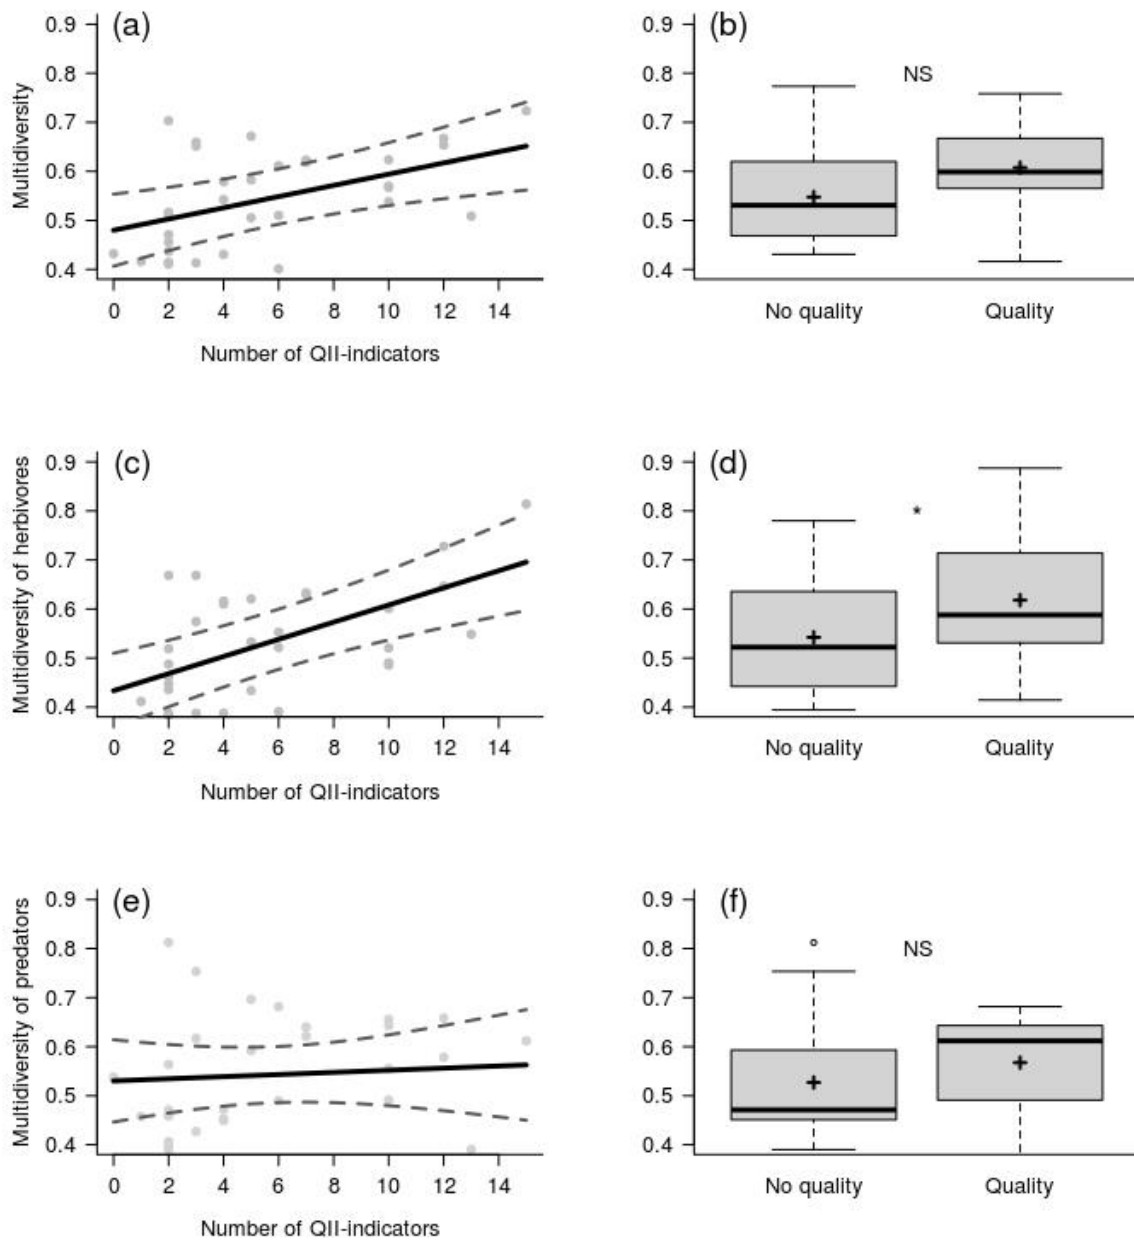 (a)
Multidiversity
0.9
0.8
0.7
0.6
0.5
0.4
0 2 4 6 8 10 12 14
Number of QII-indicators
(b)
NS
0.9
0.8
0.7
0.6
0.5
0.4
No quality Quality
(c)
Multidiversity of herbivores
0.9
0.8
0.7
0.6
0.5
0.4
0 2 4 6 8 10 12 14
Number of QII-indicators
(d)
*
0.9
0.8
0.7
0.6
0.5
0.4
No quality Quality
(e)
Multidiversity of predators
0.9
0.8
0.7
0.6
0.5
0.4
0 2 4 6 8 10 12 14
Number of QII-indicators
(f)
NS
0.9
0.8
0.7
0.6
0.5
0.4
No quality Quality